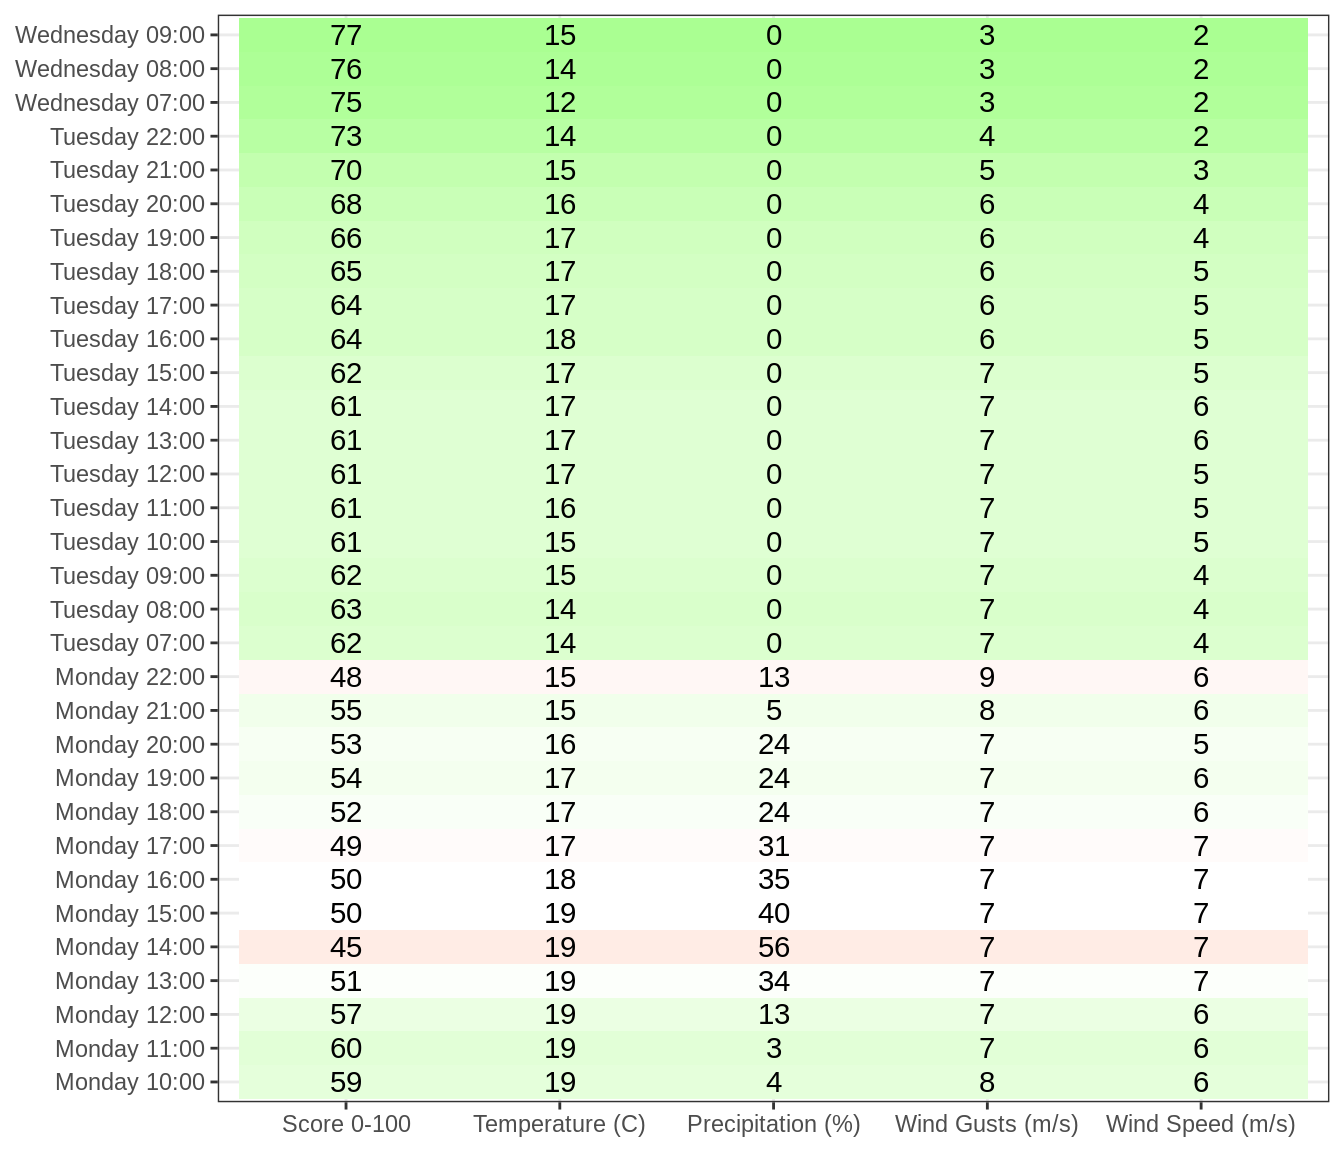 Wednesday 09:00 77 15 0 3 2
Wednesday 08:00 76 14 0 3 2
Wednesday 07:00 75 12 0 3 2
Tuesday 22:00 73 14 0 4 2
Tuesday 21:00 70 15 0 5 3
Tuesday 20:00 68 16 0 6 4
Tuesday 19:00 66 17 0 6 4
Tuesday 18:00 65 17 0 6 5
Tuesday 17:00 64 17 0 6 5
Tuesday 16:00 64 18 0 6 5
Tuesday 15:00 62 17 0 7 5
Tuesday 14:00 61 17 0 7 6
Tuesday 13:00 61 17 0 7 6
Tuesday 12:00 61 17 0 7 5
Tuesday 11:00 61 16 0 7 5
Tuesday 10:00 61 15 0 7 5
Tuesday 09:00 62 15 0 7 4
Tuesday 08:00 63 14 0 7 4
Tuesday 07:00 62 14 0 7 4
Monday 22:00 48 15 13 9 6
Monday 21:00 55 15 5 8 6
Monday 20:00 53 16 24 7 5
Monday 19:00 54 17 24 7 6
Monday 18:00 52 17 24 7 6
Monday 17:00 49 17 31 7 7
Monday 16:00 50 18 35 7 7
Monday 15:00 50 19 40 7 7
Monday 14:00 45 19 56 7 7
Monday 13:00 51 19 34 7 7
Monday 12:00 57 19 13 7 6
Monday 11:00 60 19 3 7 6
Monday 10:00 59 19 4 8 6
Score 0-100 Temperature (C) Precipitation (%) Wind Gusts (m/s) Wind Speed (m/s)